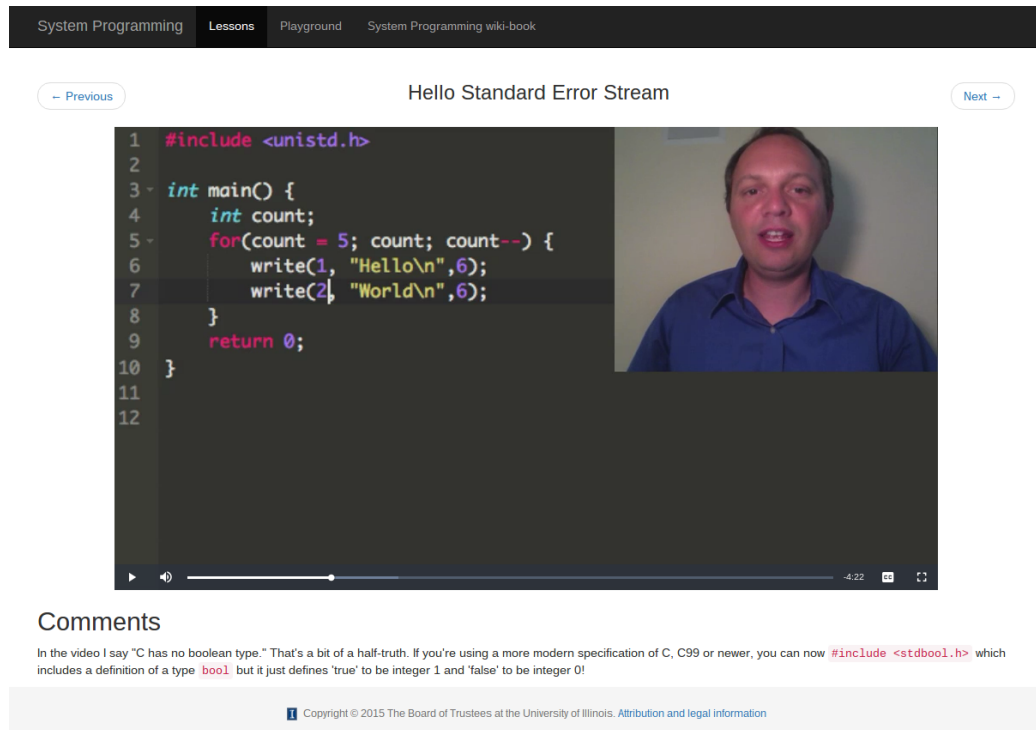 System Programming Lessons Playground System Programming wiki-book
← Previous Hello Standard Error Stream Next →
1 #include <unistd.h>
2
3 int main() {
4 int count;
5 for(count = 5; count; count--) {
6 write(1, "Hello\n",6);
7 write(2, "World\n",6);
8 }
9 return 0;
10 }
11
12
-4:22 CC
Comments
In the video I say "C has no boolean type." That's a bit of a half-truth. If you're using a more modern specification of C, C99 or newer, you can now #include <stdbool.h> which
includes a definition of a type bool but it just defines 'true' to be integer 1 and 'false' to be integer 0!
I Copyright © 2015 The Board of Trustees at the University of Illinois. Attribution and legal information